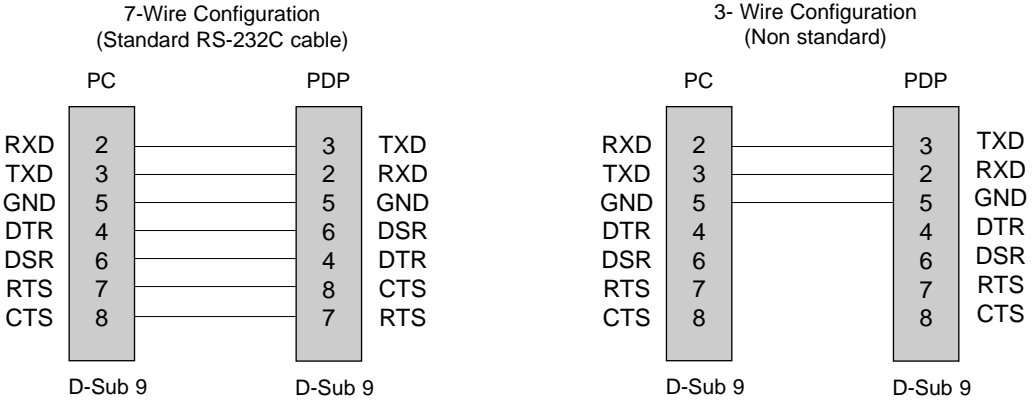 7-Wire Configuration
(Standard RS-232C cable)
PC PDP
RXD 2 3 TXD
TXD 3 2 RXD
GND 5 5 GND
DTR 4 6 DSR
DSR 6 4 DTR
RTS 7 8 CTS
CTS 8 7 RTS
D-Sub 9 D-Sub 9
3- Wire Configuration
(Non standard)
PC PDP
RXD 2 3 TXD
TXD 3 2 RXD
GND 5 5 GND
DTR 4 4 DTR
DSR 6 6 DSR
RTS 7 7 RTS
CTS 8 8 CTS
D-Sub 9 D-Sub 9